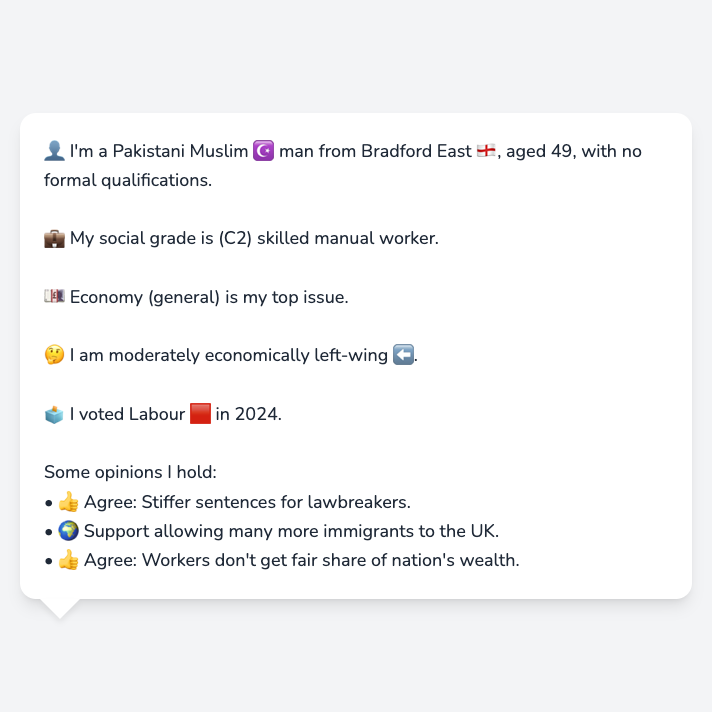 👤 I'm a Pakistani Muslim ☪️ man from Bradford East 🏴󠁧󠁢󠁥󠁮󠁧󠁿, aged 49, with no
formal qualifications.
💼 My social grade is (C2) skilled manual worker.
💷 Economy (general) is my top issue.
🤔 I am moderately economically left-wing ⬅️.
🗳️ I voted Labour 🟥 in 2024.
Some opinions I hold:
• 👍 Agree: Stiffer sentences for lawbreakers.
• 🌍 Support allowing many more immigrants to the UK.
• 👍 Agree: Workers don't get fair share of nation's wealth.